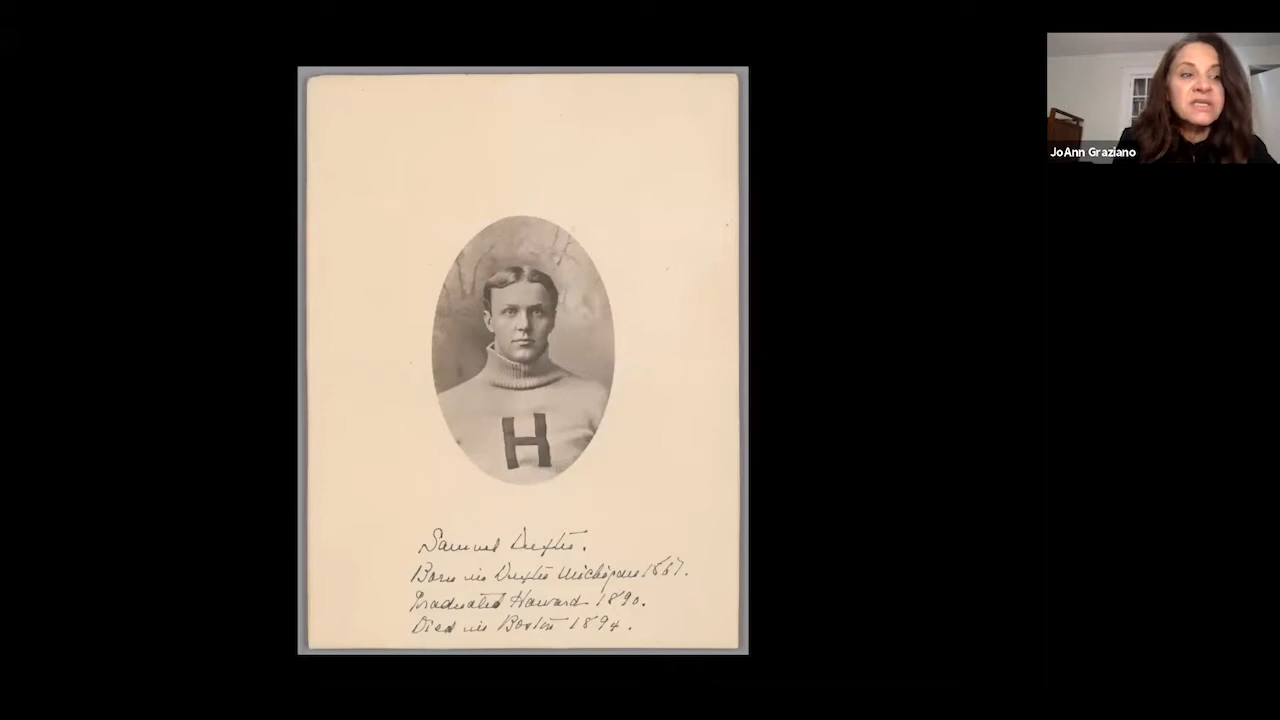 H
Samuel Dexter.
Born in Dexter Michigan 1867.
Graduated Harvard 1890.
Died in Boston 1894.
JoAnn Graziano